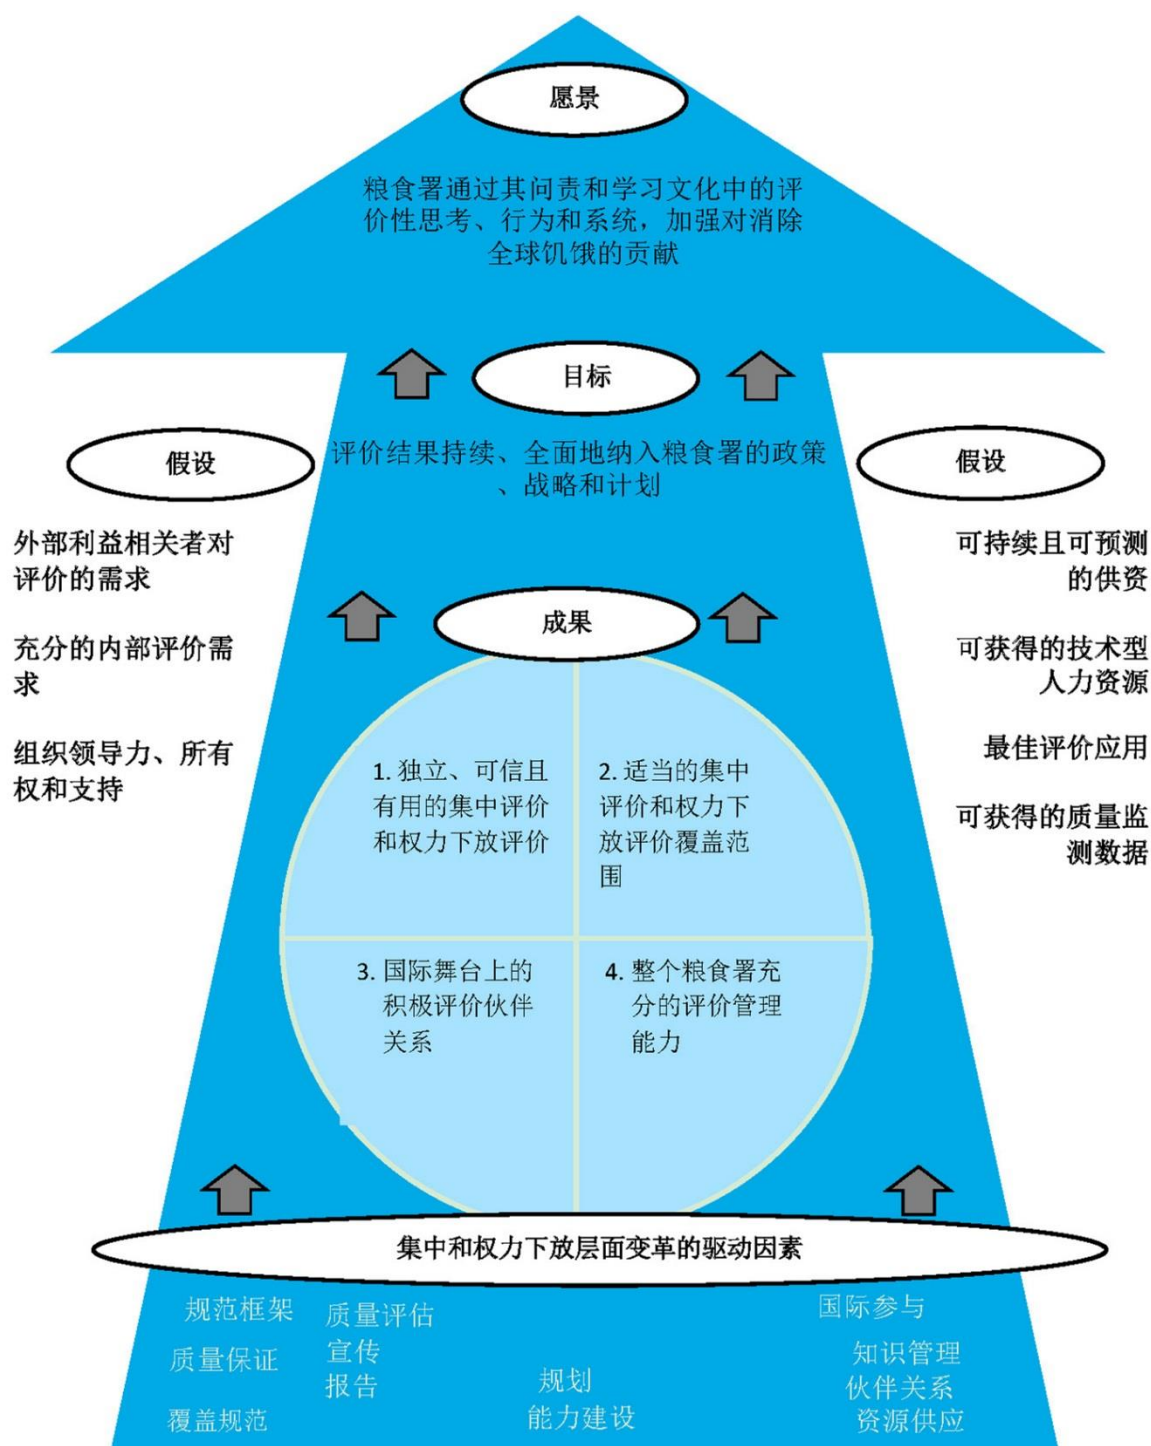 愿景
粮食署通过其问责和学习文化中的评
价性思考、行为和系统，加强对消除
全球饥饿的贡献
目标
评价结果持续、全面地纳入粮食署的政策
、战略和计划
假设
外部利益相关者对
评价的需求
充分的内部评价需
求
组织领导力、所有
权和支持
假设
可持续且可预测
的供资
可获得的技术型
人力资源
最佳评价应用
可获得的质量监
测数据
成果
1. 独立、可信且
有用的集中评价
和权力下放评价
2. 适当的集中
评价和权力下
放评价覆盖范
围
3. 国际舞台上的
积极评价伙伴
关系
4. 整个粮食署充
分的评价管理
能力
集中和权力下放层面变革的驱动因素
规范框架
质量保证
覆盖规范
质量评估
宣传
报告
规划
能力建设
国际参与
知识管理
伙伴关系
资源供应